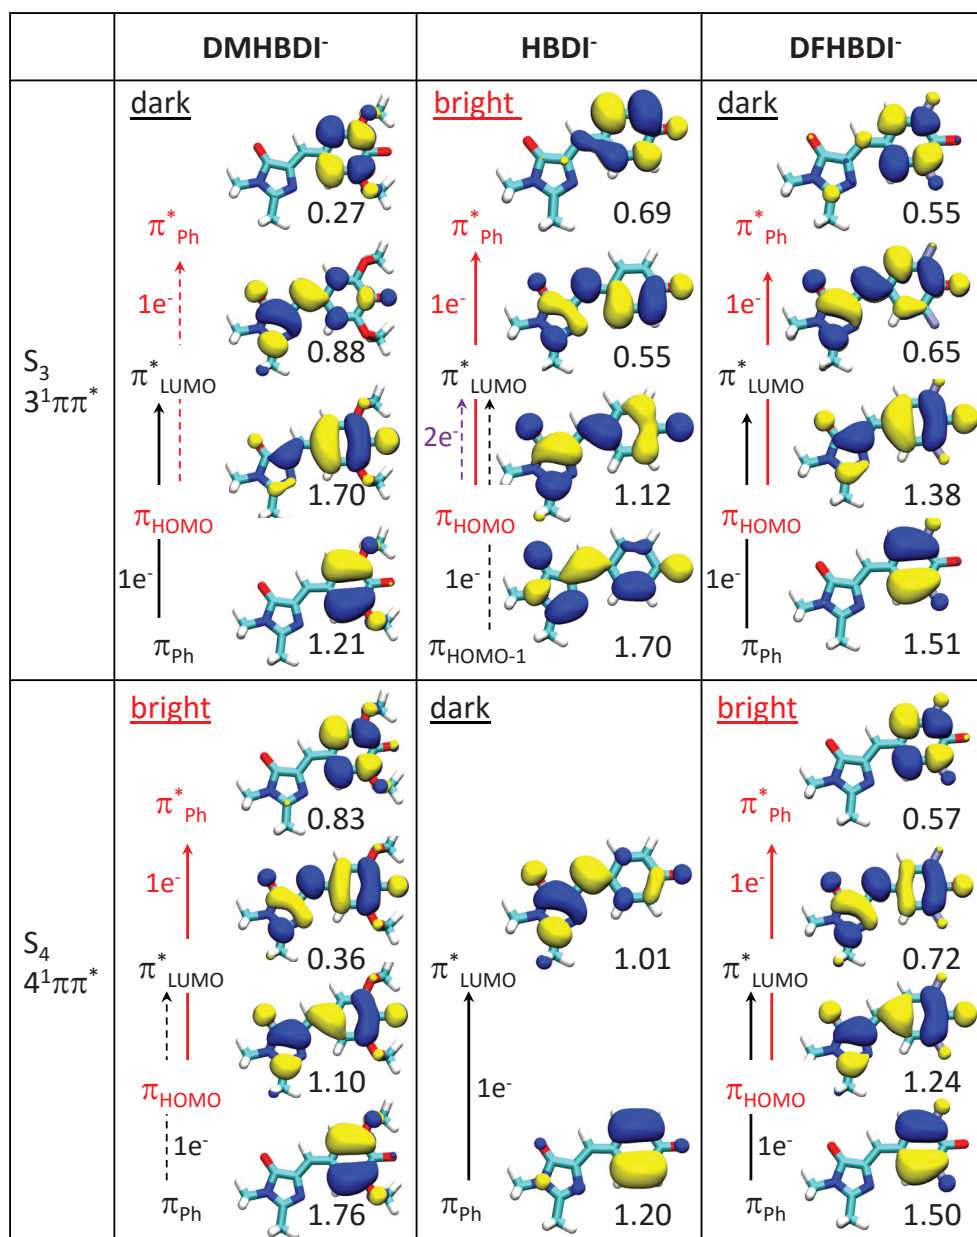 DMHBDI⁻ HBDI⁻ DFHBDI⁻
S₃
3¹ππ*
dark
0.27
π*Ph
1e⁻
0.88
π*LUMO
1.70
πHOMO
1e⁻
1.21
πPh
bright
0.69
π*Ph
1e⁻
0.55
π*LUMO
2e⁻
1.12
πHOMO
1e⁻
1.70
πHOMO-1
dark
0.55
π*Ph
1e⁻
0.65
π*LUMO
1.38
πHOMO
1e⁻
1.51
πPh
S₄
4¹ππ*
bright
0.83
π*Ph
1e⁻
0.36
π*LUMO
1.10
πHOMO
1e⁻
1.76
πPh
dark
1.01
π*LUMO
1e⁻
1.20
πPh
bright
0.57
π*Ph
1e⁻
0.72
π*LUMO
1.24
πHOMO
1e⁻
1.50
πPh